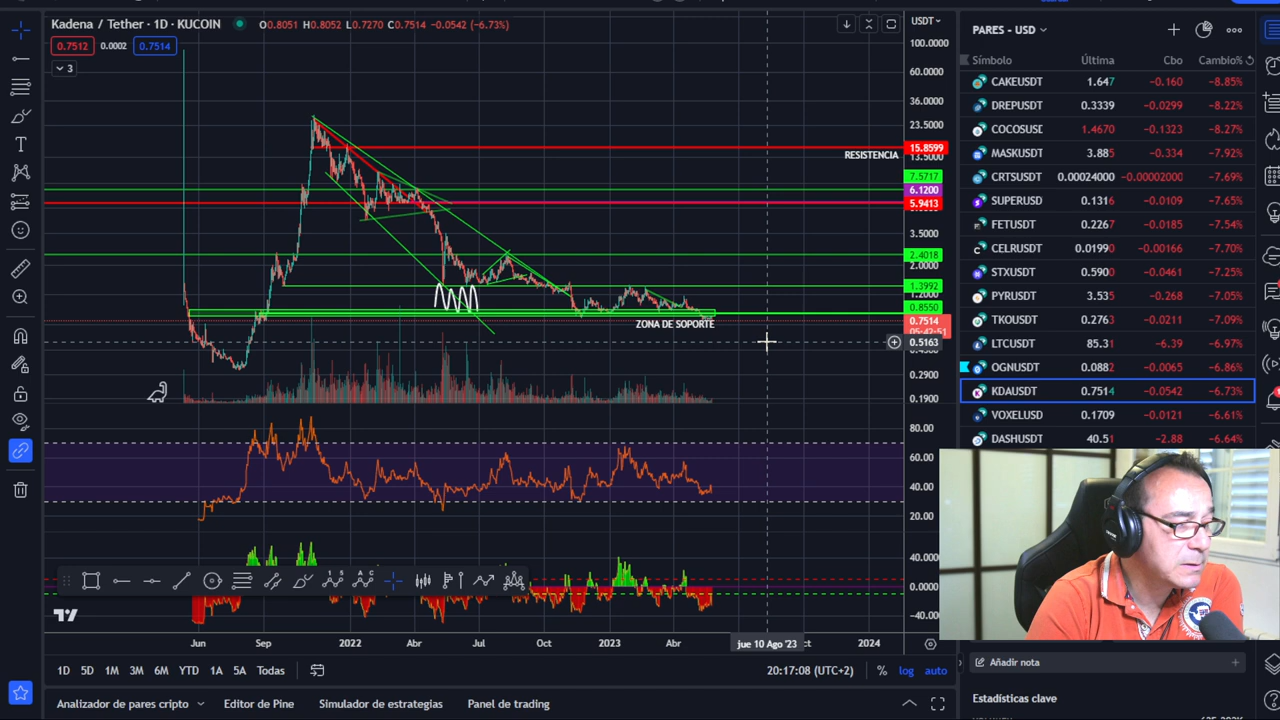 Kadena / Tether · 1D · KUCOIN
O0.8051 H0.8052 L0.7270 C0.7514 −0.0542 (−6.73%)
USDT
0.7512 0.0002 0.7514
3
100.0000
60.0000
36.0000
23.5000
15.8599
RESISTENCIA
13.5000
7.5717
6.1200
5.9413
3.5000
2.4018
2.0000
1.3992
1.2000
0.8550
0.7514
05:42:51
ZONA DE SOPORTE
0.5163
0.2900
0.1900
80.00
60.00
40.00
20.00
40.0000
0.0000
−40.0000
Jun Sep 2022 Abr Jul Oct 2023 Abr jue 10 Ago '23 2024
1D 5D 1M 3M 6M YTD 1A 5A Todas
20:17:08 (UTC+2) % log auto
Analizador de pares cripto Editor de Pine Simulador de estrategias Panel de trading
PARES - USD
Símbolo Última Cbo Cambio%
CAKEUSDT 1.647 −0.160 −8.85%
DREPUSDT 0.3339 −0.0299 −8.22%
COCOSUSD 1.4670 −0.1323 −8.27%
MASKUSDT 3.885 −0.334 −7.92%
CRTSUSDT 0.00024000 −0.00002000 −7.69%
SUPERUSD 0.1316 −0.0109 −7.65%
FETUSDT 0.2267 −0.0185 −7.54%
CELRUSDT 0.01990 −0.00166 −7.70%
STXUSDT 0.5900 −0.0461 −7.25%
PYRUSDT 3.535 −0.268 −7.05%
TKOUSDT 0.2763 −0.0211 −7.09%
LTCUSDT 85.31 −6.39 −6.97%
OGNUSDT 0.0882 −0.0065 −6.86%
KDAUSDT 0.7514 −0.0542 −6.73%
VOXELUSD 0.1709 −0.0121 −6.61%
DASHUSDT 40.51 −2.88 −6.64%
Añadir nota
Estadísticas clave